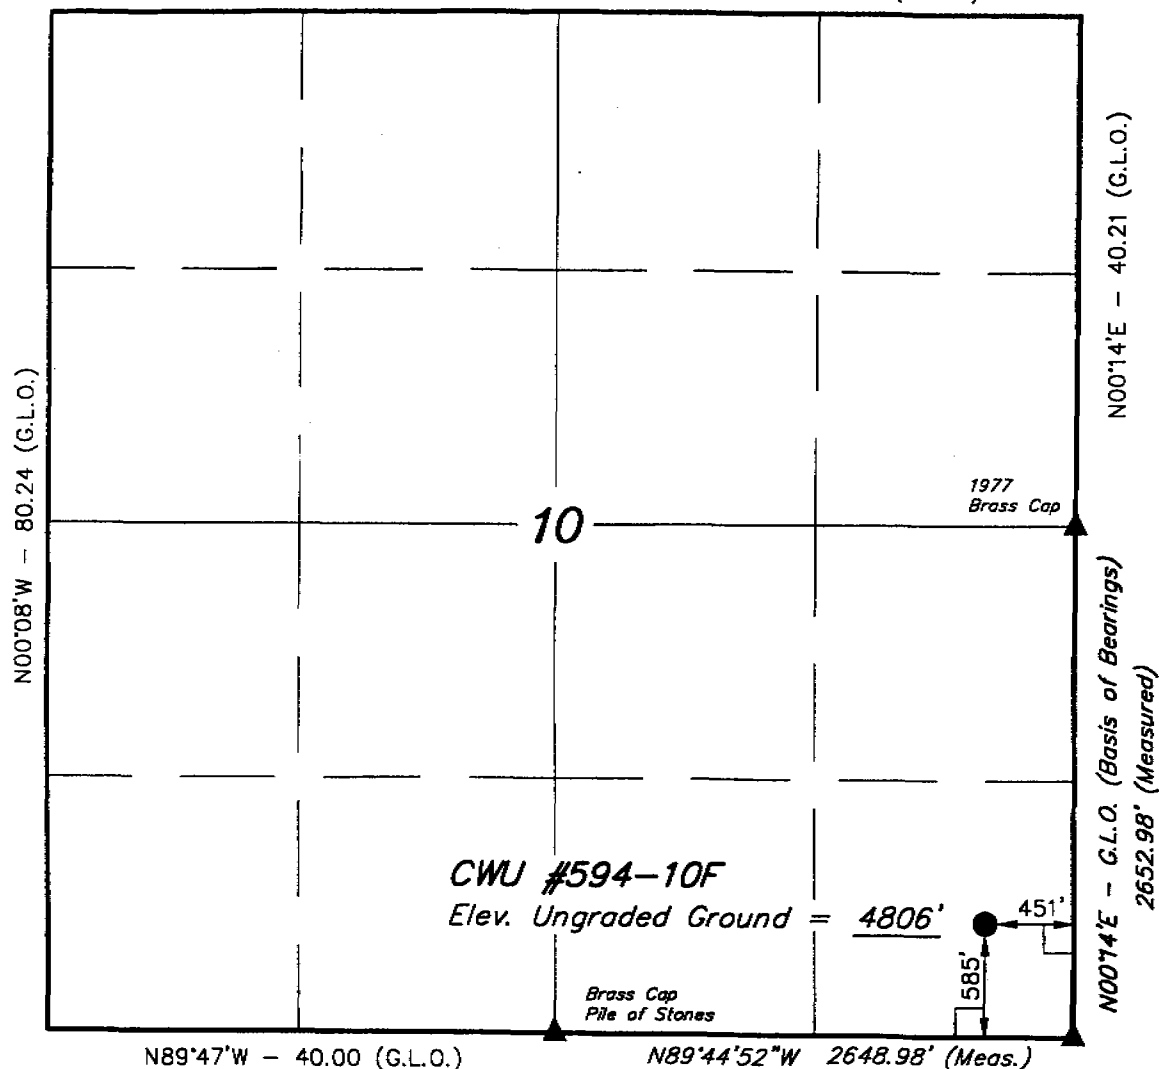 N00°14'E - 40.21 (G.L.O.)
N00°08'W - 80.24 (G.L.O.)
1977
Brass Cap
10
N00°14'E - G.L.O. (Basis of Bearings)
2652.98' (Measured)
CWU #594-10F
Elev. Ungraded Ground = 4806'
451'
585'
Brass Cap
Pile of Stones
N89°47'W - 40.00 (G.L.O.)
N89°44'52"W 2648.98' (Meas.)